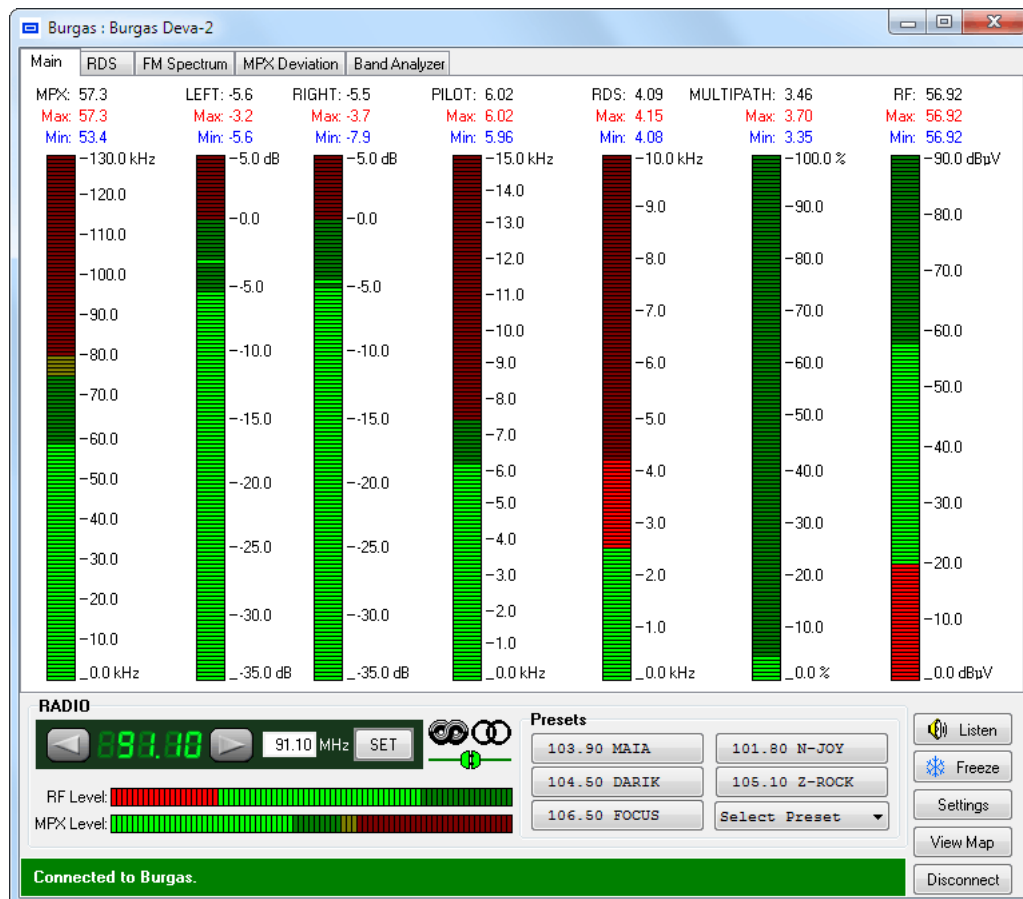 Burgas : Burgas Deva-2
Main RDS FM Spectrum MPX Deviation Band Analyzer
MPX: 57.3 LEFT: -5.6 RIGHT: -5.5 PILOT: 6.02 RDS: 4.09 MULTIPATH: 3.46 RF: 56.92
Max: 57.3 Max: -3.2 Max: -3.7 Max: 6.02 Max: 4.15 Max: 3.70 Max: 56.92
Min: 53.4 Min: -5.6 Min: -7.9 Min: 5.96 Min: 4.08 Min: 3.35 Min: 56.92
130.0 kHz
120.0
110.0
100.0
90.0
80.0
70.0
60.0
50.0
40.0
30.0
20.0
10.0
0.0 kHz
5.0 dB
0.0
-5.0
-10.0
-15.0
-20.0
-25.0
-30.0
-35.0 dB
5.0 dB
0.0
-5.0
-10.0
-15.0
-20.0
-25.0
-30.0
-35.0 dB
15.0 kHz
14.0
13.0
12.0
11.0
10.0
9.0
8.0
7.0
6.0
5.0
4.0
3.0
2.0
1.0
0.0 kHz
10.0 kHz
9.0
8.0
7.0
6.0
5.0
4.0
3.0
2.0
1.0
0.0 kHz
100.0 %
90.0
80.0
70.0
60.0
50.0
40.0
30.0
20.0
10.0
0.0 %
90.0 dBµV
80.0
70.0
60.0
50.0
40.0
30.0
20.0
10.0
0.0 dBµV
RADIO
91.10 91.10 MHz SET
RF Level:
MPX Level:
Presets
103.90 MAIA 101.80 N-JOY
104.50 DARIK 105.10 Z-ROCK
106.50 FOCUS Select Preset
Listen
Freeze
Settings
View Map
Disconnect
Connected to Burgas.